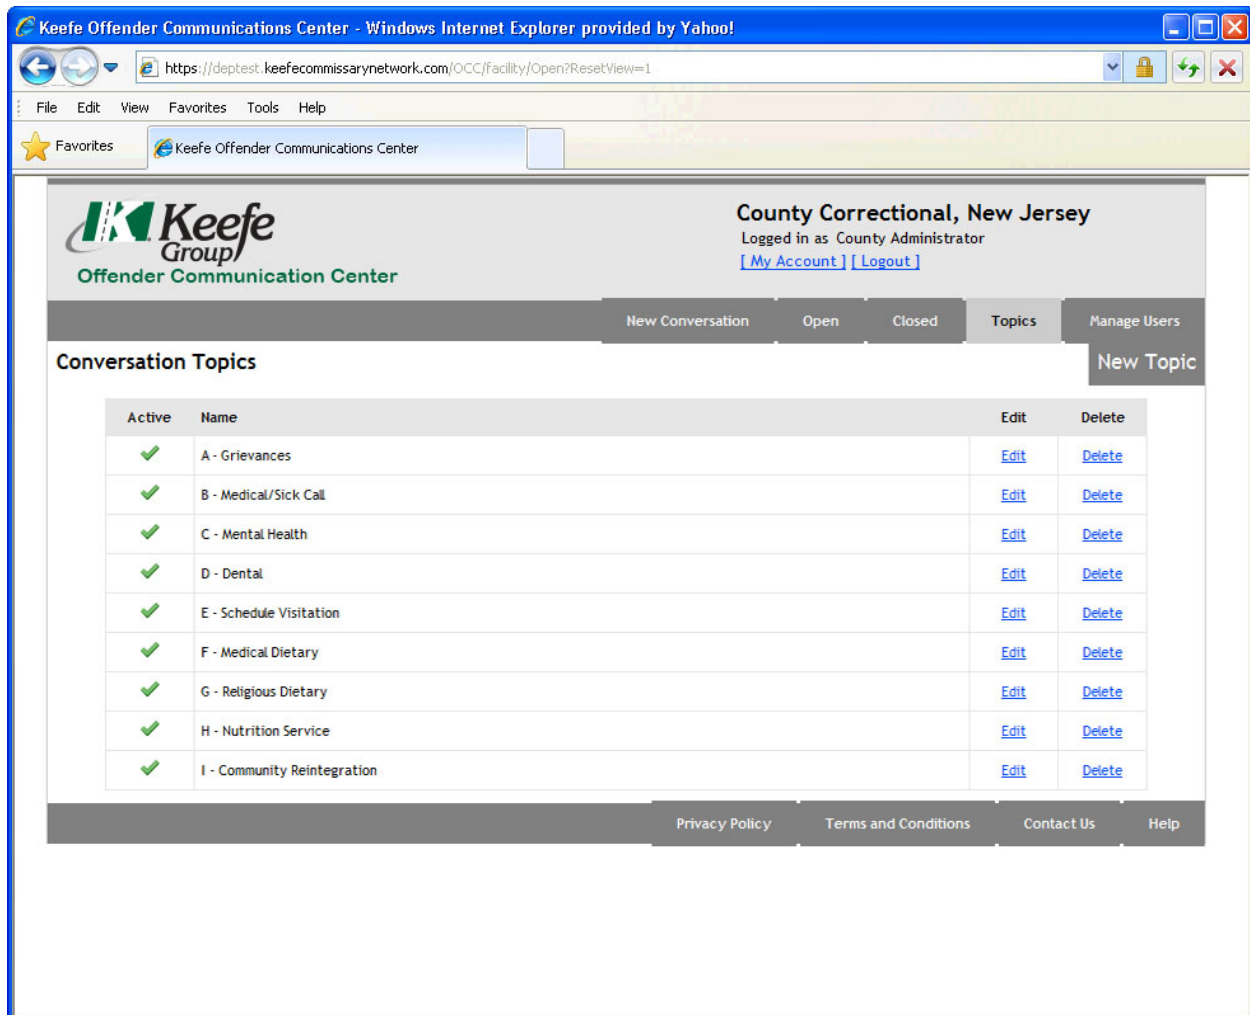 Keefe Offender Communications Center - Windows Internet Explorer provided by Yahoo!
https://deptest.keefecommissarynetwork.com/OCC/facility/Open?ResetView=1
File Edit View Favorites Tools Help
Favorites Keefe Offender Communications Center
Keefe
Group
Offender Communication Center
County Correctional, New Jersey
Logged in as County Administrator
[ My Account ] [ Logout ]
New Conversation Open Closed Topics Manage Users
Conversation Topics New Topic
Active Name Edit Delete
A - Grievances Edit Delete
B - Medical/Sick Call Edit Delete
C - Mental Health Edit Delete
D - Dental Edit Delete
E - Schedule Visitation Edit Delete
F - Medical Dietary Edit Delete
G - Religious Dietary Edit Delete
H - Nutrition Service Edit Delete
I - Community Reintegration Edit Delete
Privacy Policy Terms and Conditions Contact Us Help